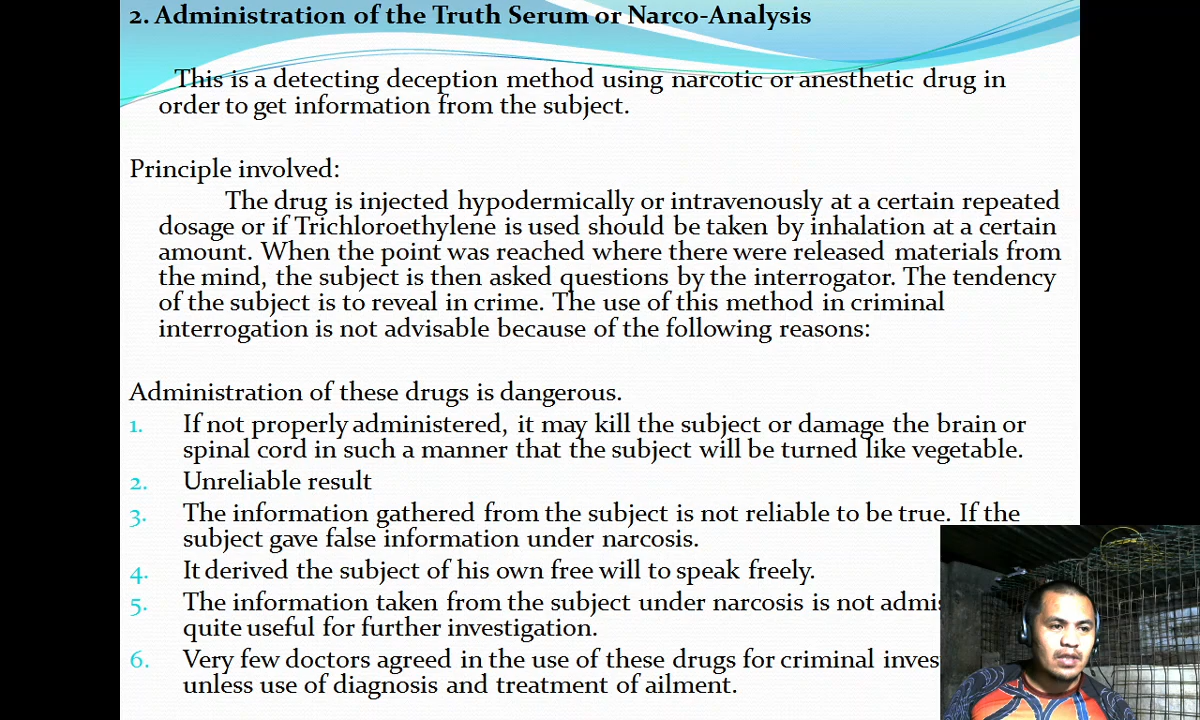 2. Administration of the Truth Serum or Narco-Analysis
This is a detecting deception method using narcotic or anesthetic drug in
order to get information from the subject.
Principle involved:
The drug is injected hypodermically or intravenously at a certain repeated
dosage or if Trichloroethylene is used should be taken by inhalation at a certain
amount. When the point was reached where there were released materials from
the mind, the subject is then asked questions by the interrogator. The tendency
of the subject is to reveal in crime. The use of this method in criminal
interrogation is not advisable because of the following reasons:
Administration of these drugs is dangerous.
1. If not properly administered, it may kill the subject or damage the brain or
spinal cord in such a manner that the subject will be turned like vegetable.
2. Unreliable result
3. The information gathered from the subject is not reliable to be true. If the
subject gave false information under narcosis.
4. It derived the subject of his own free will to speak freely.
5. The information taken from the subject under narcosis is not
quite useful for further investigation.
6. Very few doctors agreed in the use of these drugs for criminal
unless use of diagnosis and treatment of ailment.